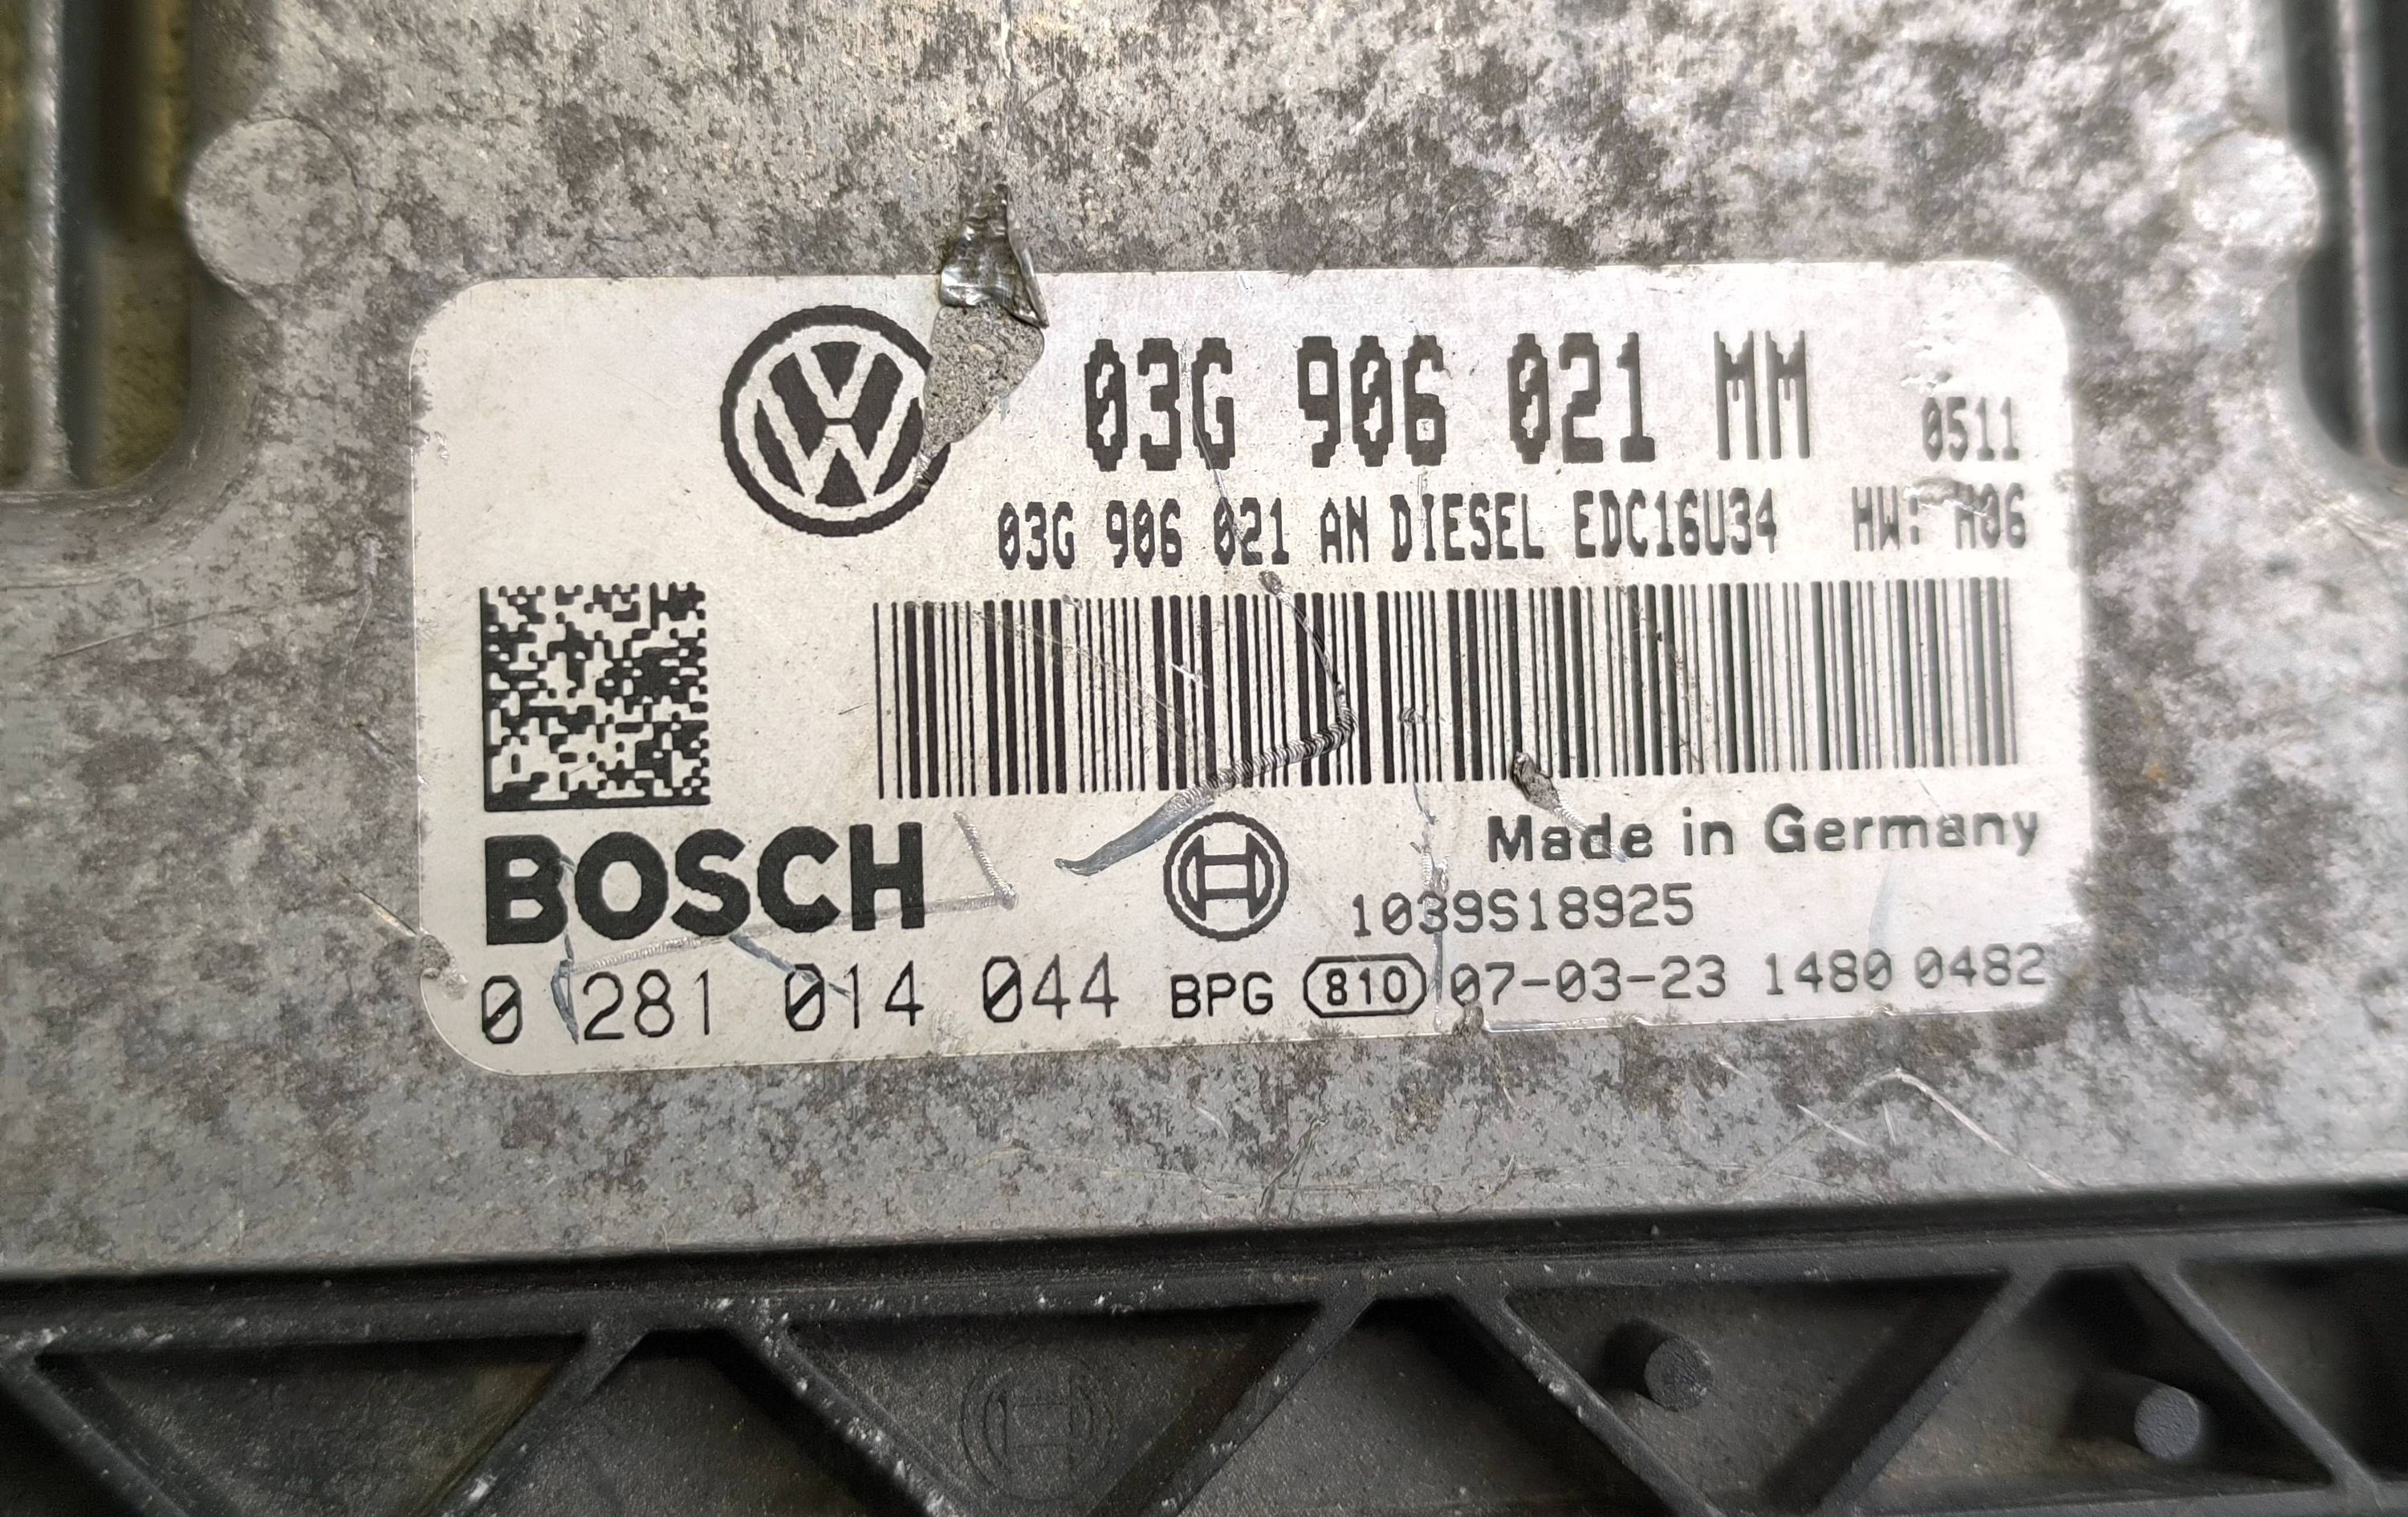 03G 906 021 MM 0511
03G 906 021 AN DIESEL EDC16U34 HW: H06
BOSCH
Made in Germany
1039S18925
0 281 014 044 BPG 810 07-03-23 1480 0482